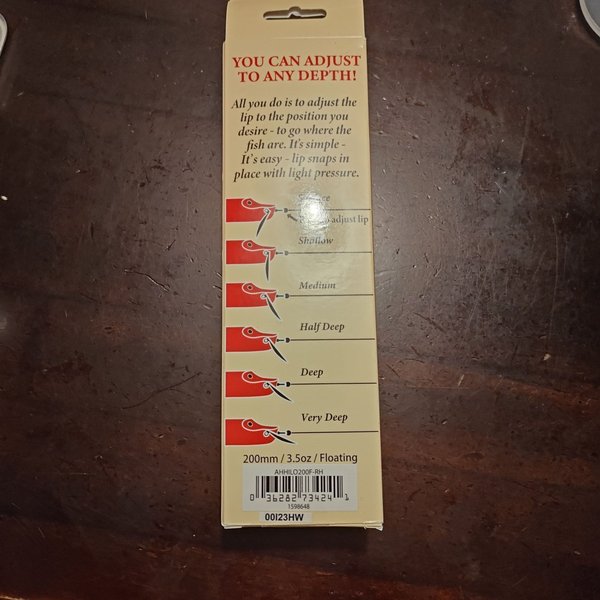 YOU CAN ADJUST
TO ANY DEPTH!
All you do is to adjust the
lip to the position you
desire - to go where the
fish are. It's simple -
It's easy - lip snaps in
place with light pressure.
adjust lip
Shallow
Medium
Half Deep
Deep
Very Deep
200mm / 3.5oz / Floating
AHHILO200F-RH
0 36282 73424 1
1598648
00I23HW